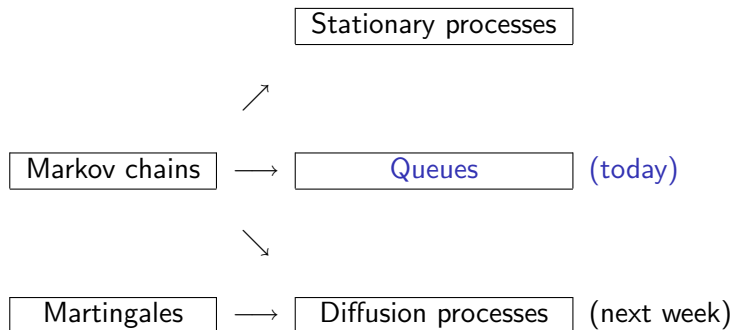 Stationary processes
Markov chains → Queues (today)
Martingales → Diffusion processes (next week)